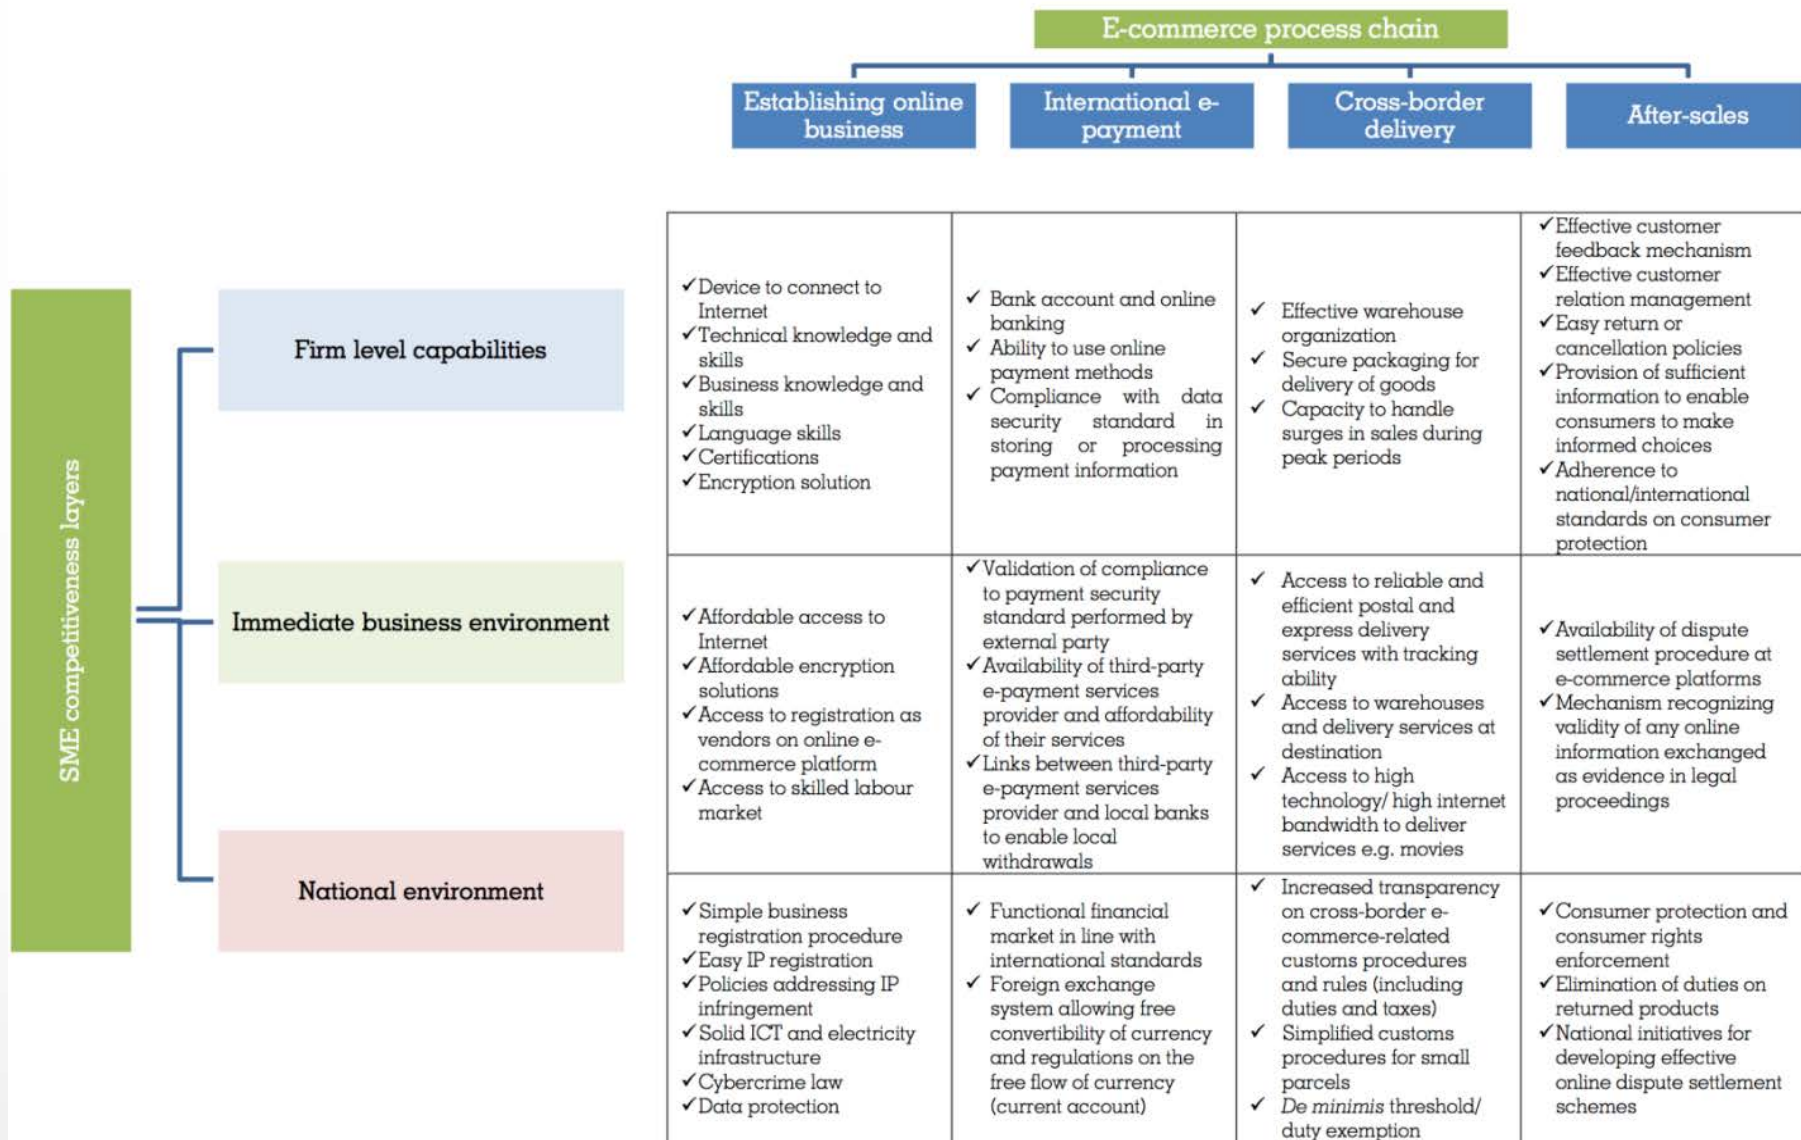 E-commerce process chain
Establishing online
business
International e-
payment
Cross-border
delivery
After-sales
SME competitiveness layers
Firm level capabilities
✓Device to connect to
Internet
✓Technical knowledge and
skills
✓Business knowledge and
skills
✓Language skills
✓Certifications
✓Encryption solution
✓ Bank account and online
banking
✓ Ability to use online
payment methods
✓ Compliance with data
security standard in
storing or processing
payment information
✓ Effective warehouse
organization
✓ Secure packaging for
delivery of goods
✓ Capacity to handle
surges in sales during
peak periods
✓Effective customer
feedback mechanism
✓Effective customer
relation management
✓Easy return or
cancellation policies
✓Provision of sufficient
information to enable
consumers to make
informed choices
✓Adherence to
national/international
standards on consumer
protection
Immediate business environment
✓Affordable access to
Internet
✓Affordable encryption
solutions
✓Access to registration as
vendors on online e-
commerce platform
✓Access to skilled labour
market
✓Validation of compliance
to payment security
standard performed by
external party
✓Availability of third-party
e-payment services
provider and affordability
of their services
✓Links between third-party
e-payment services
provider and local banks
to enable local
withdrawals
✓ Access to reliable and
efficient postal and
express delivery
services with tracking
ability
✓ Access to warehouses
and delivery services at
destination
✓ Access to high
technology/ high internet
bandwidth to deliver
services e.g. movies
✓Availability of dispute
settlement procedure at
e-commerce platforms
✓Mechanism recognizing
validity of any online
information exchanged
as evidence in legal
proceedings
National environment
✓Simple business
registration procedure
✓Easy IP registration
✓Policies addressing IP
infringement
✓Solid ICT and electricity
infrastructure
✓Cybercrime law
✓Data protection
✓ Functional financial
market in line with
international standards
✓ Foreign exchange
system allowing free
convertibility of currency
and regulations on the
free flow of currency
(current account)
✓ Increased transparency
on cross-border e-
commerce-related
customs procedures
and rules (including
duties and taxes)
✓ Simplified customs
procedures for small
parcels
✓ De minimis threshold/
duty exemption
✓Consumer protection and
consumer rights
enforcement
✓Elimination of duties on
returned products
✓National initiatives for
developing effective
online dispute settlement
schemes